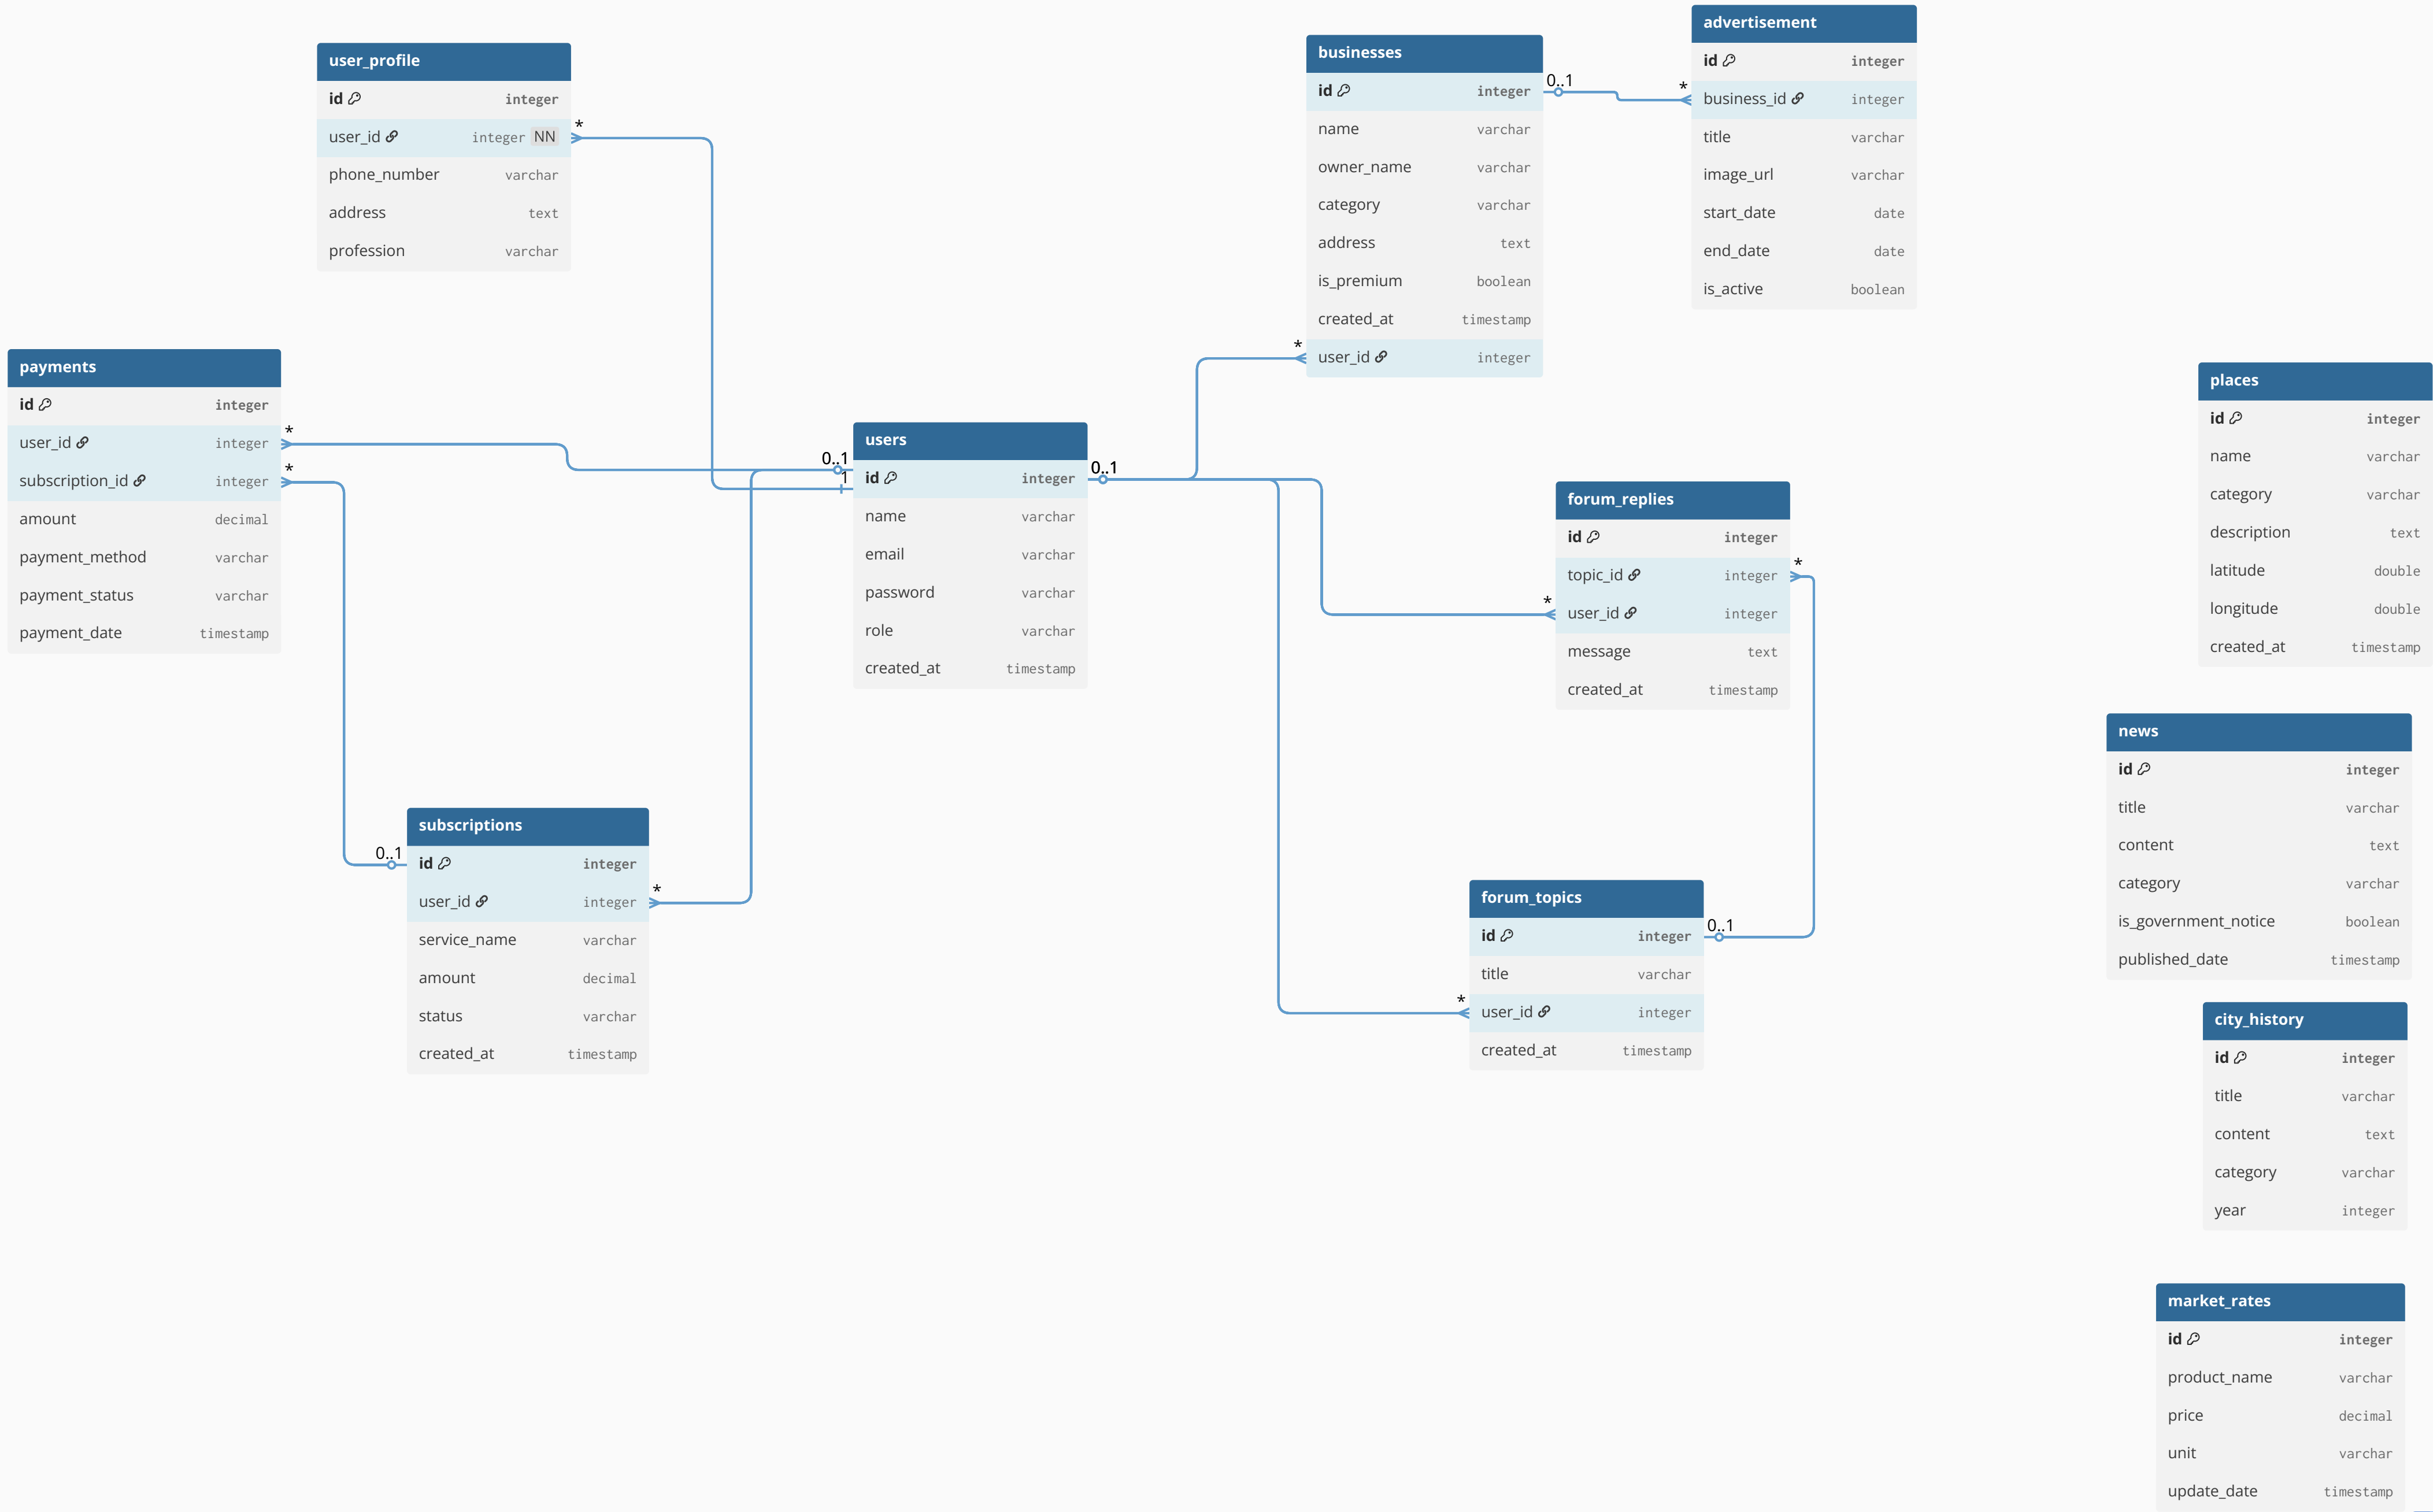 user_profile
id integer
user_id integer NN
phone_number varchar
address text
profession varchar
payments
id integer
user_id integer
subscription_id integer
amount decimal
payment_method varchar
payment_status varchar
payment_date timestamp
subscriptions
id integer
user_id integer
service_name varchar
amount decimal
status varchar
created_at timestamp
users
id integer
name varchar
email varchar
password varchar
role varchar
created_at timestamp
businesses
id integer
name varchar
owner_name varchar
category varchar
address text
is_premium boolean
created_at timestamp
user_id integer
advertisement
id integer
business_id integer
title varchar
image_url varchar
start_date date
end_date date
is_active boolean
forum_replies
id integer
topic_id integer
user_id integer
message text
created_at timestamp
forum_topics
id integer
title varchar
user_id integer
created_at timestamp
places
id integer
name varchar
category varchar
description text
latitude double
longitude double
created_at timestamp
news
id integer
title varchar
content text
category varchar
is_government_notice boolean
published_date timestamp
city_history
id integer
title varchar
content text
category varchar
year integer
market_rates
id integer
product_name varchar
price decimal
unit varchar
update_date timestamp
*
*
*
0..1
*
0..1
1
0..1
*
0..1
*
*
*
*
0..1